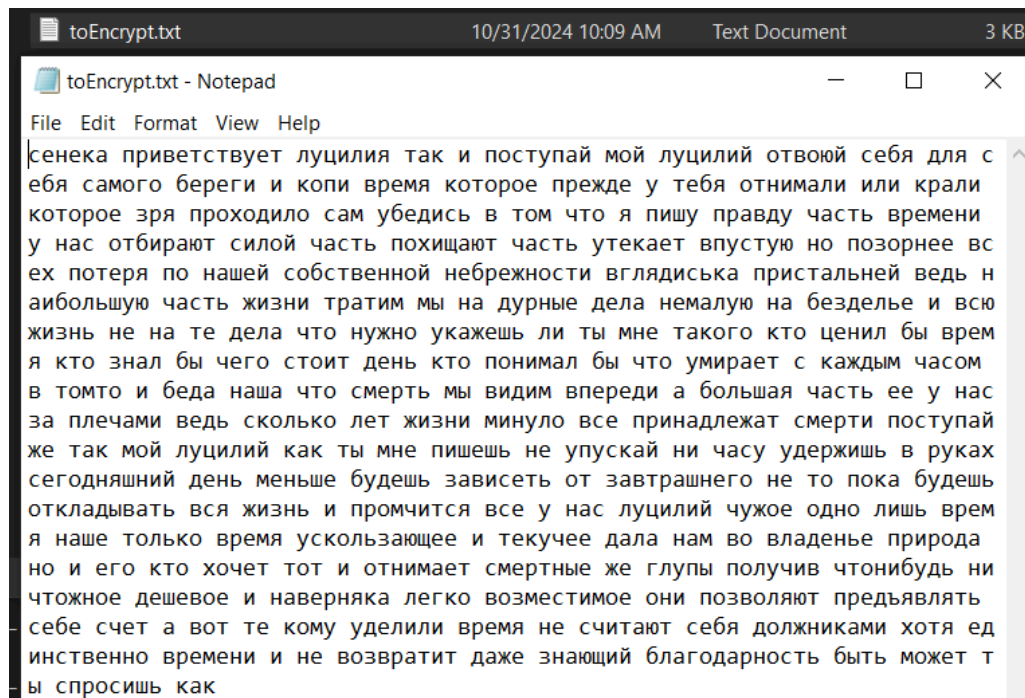 toEncrypt.txt 10/31/2024 10:09 AM Text Document 3 KB
toEncrypt.txt - Notepad
File Edit Format View Help
сенека приветствует луцилия так и поступай мой луцилий отвоюй себя для с
ебя самого береги и копи время которое прежде у тебя отнимали или крали
которое зря проходило сам убедись в том что я пишу правду часть времени
у нас отбирают силой часть похищают часть утекает впустую но позорнее вс
ех потеря по нашей собственной небрежности вглядиська пристальней ведь н
аибольшую часть жизни тратим мы на дурные дела немалую на безделье и всю
жизнь не на те дела что нужно укажешь ли ты мне такого кто ценил бы врем
я кто знал бы чего стоит день кто понимал бы что умирает с каждым часом
в томто и беда наша что смерть мы видим впереди а большая часть ее у нас
за плечами ведь сколько лет жизни минуло все принадлежат смерти поступай
же так мой луцилий как ты мне пишешь не упускай ни часу удержишь в руках
сегодняшний день меньше будешь зависеть от завтрашнего не то пока будешь
откладывать вся жизнь и промчится все у нас луцилий чужое одно лишь врем
я наше только время ускользающее и текучее дала нам во владенье природа
но и его кто хочет тот и отнимает смертные же глупы получив чтонибудь ни
чтожное дешевое и наверняка легко возместимое они позволяют предъявлять
себе счет а вот те кому уделили время не считают себя должниками хотя ед
инственно времени и не возвратит даже знающий благодарность быть может т
ы спросишь как